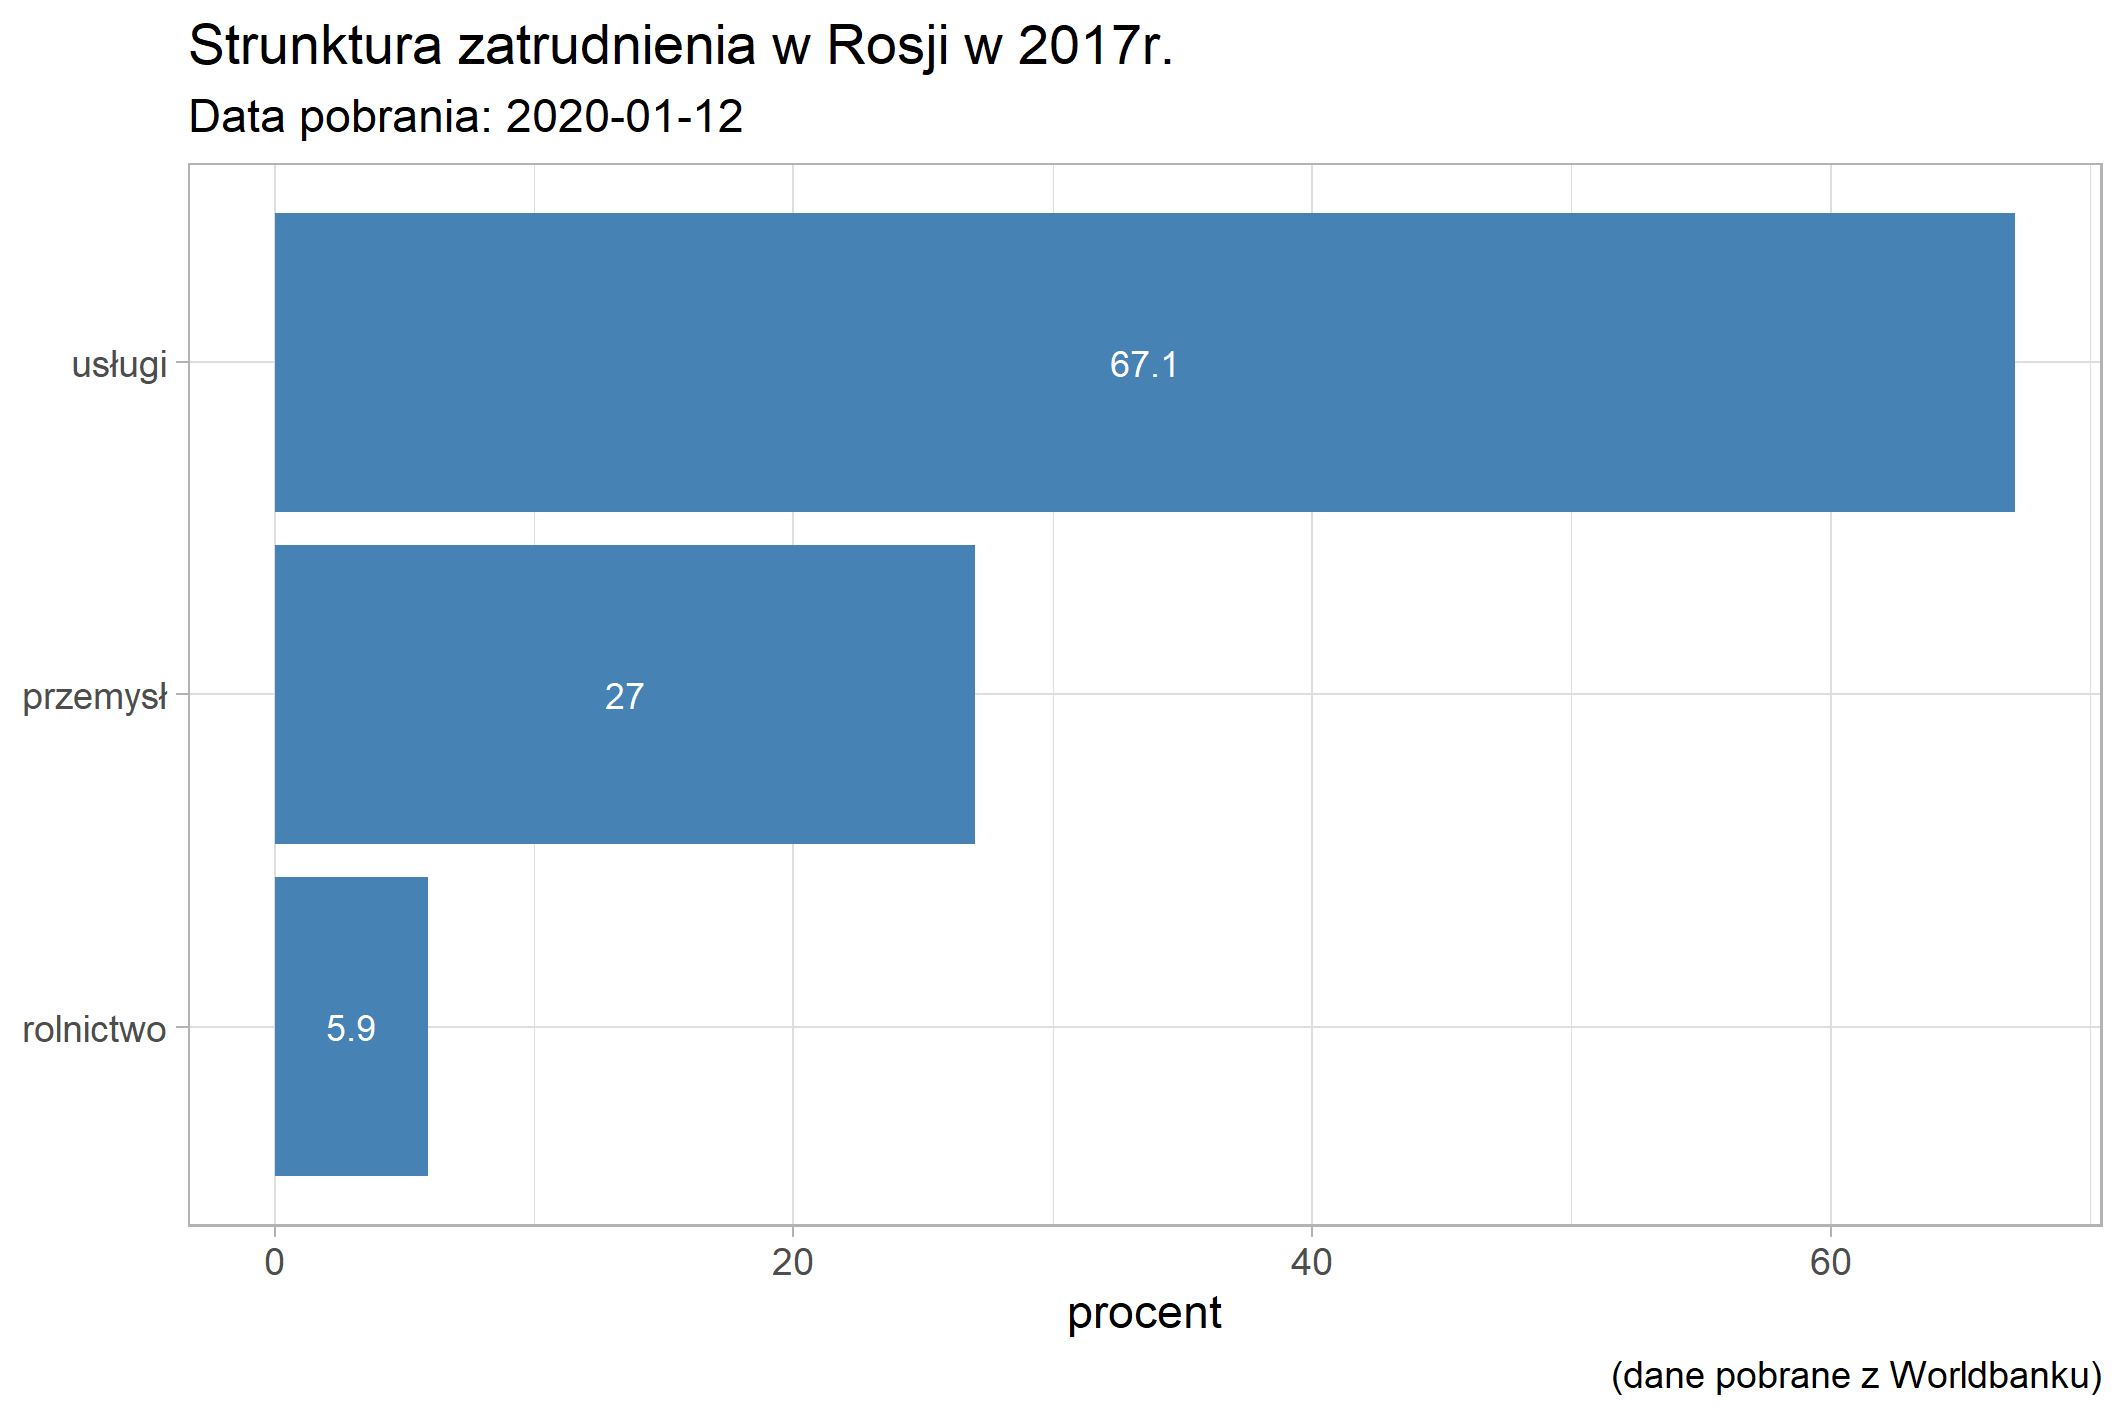 Strunktura zatrudnienia w Rosji w 2017r.
Data pobrania: 2020-01-12
usługi
67.1
przemysł
27
rolnictwo
5.9
0 20 40 60
procent
(dane pobrane z Worldbanku)